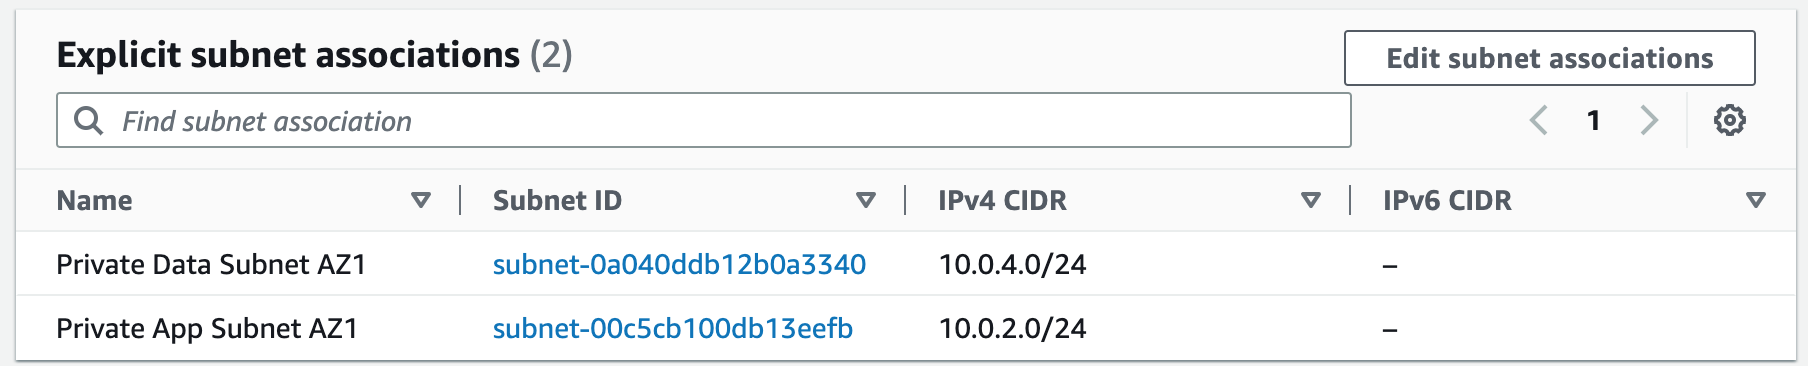 Explicit subnet associations (2)
Edit subnet associations
Find subnet association
1
Name Subnet ID IPv4 CIDR IPv6 CIDR
Private Data Subnet AZ1 subnet-0a040ddb12b0a3340 10.0.4.0/24 –
Private App Subnet AZ1 subnet-00c5cb100db13eefb 10.0.2.0/24 –